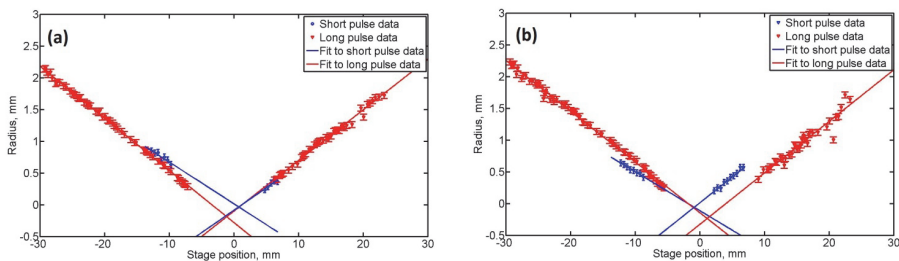 (a)
Short pulse data
Long pulse data
Fit to short pulse data
Fit to long pulse data
Radius, mm
3
2.5
2
1.5
1
0.5
0
-0.5
-30
-20
-10
0
10
20
30
Stage position, mm
(b)
Short pulse data
Long pulse data
Fit to short pulse data
Fit to long pulse data
Radius, mm
3
2.5
2
1.5
1
0.5
0
-0.5
-30
-20
-10
0
10
20
30
Stage position, mm